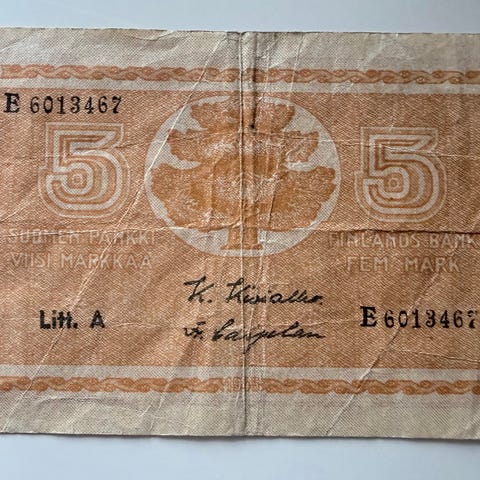 E 6013467
5 5
SUOMEN PANKKI FINLANDS BANK
VIISI MARKKAA FEM MARK
Litt. A
E 6013467